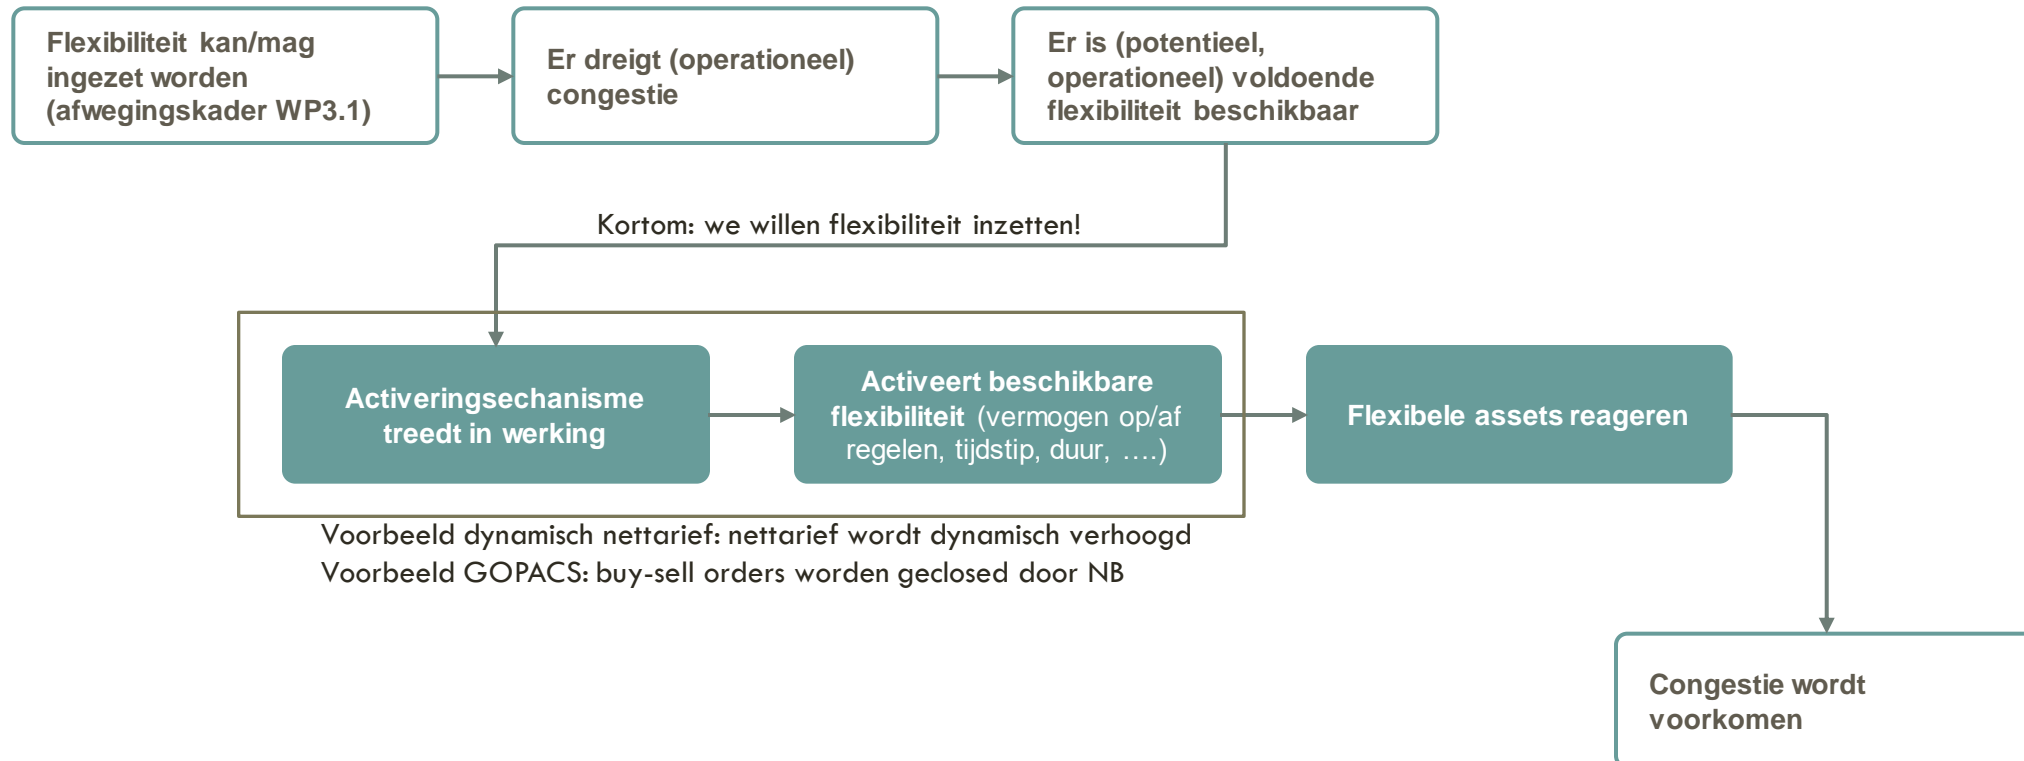 Flexibiliteit kan/mag
ingezet worden
(afwegingskader WP3.1)
Er dreigt (operationeel)
congestie
Er is (potentieel,
operationeel) voldoende
flexibiliteit beschikbaar
Kortom: we willen flexibiliteit inzetten!
Activeringsechanisme
treedt in werking
Activeert beschikbare
flexibiliteit (vermogen op/af
regelen, tijdstip, duur, ....)
Flexibele assets reageren
Voorbeeld dynamisch nettarief: nettarief wordt dynamisch verhoogd
Voorbeeld GOPACS: buy-sell orders worden geclosed door NB
Congestie wordt
voorkomen